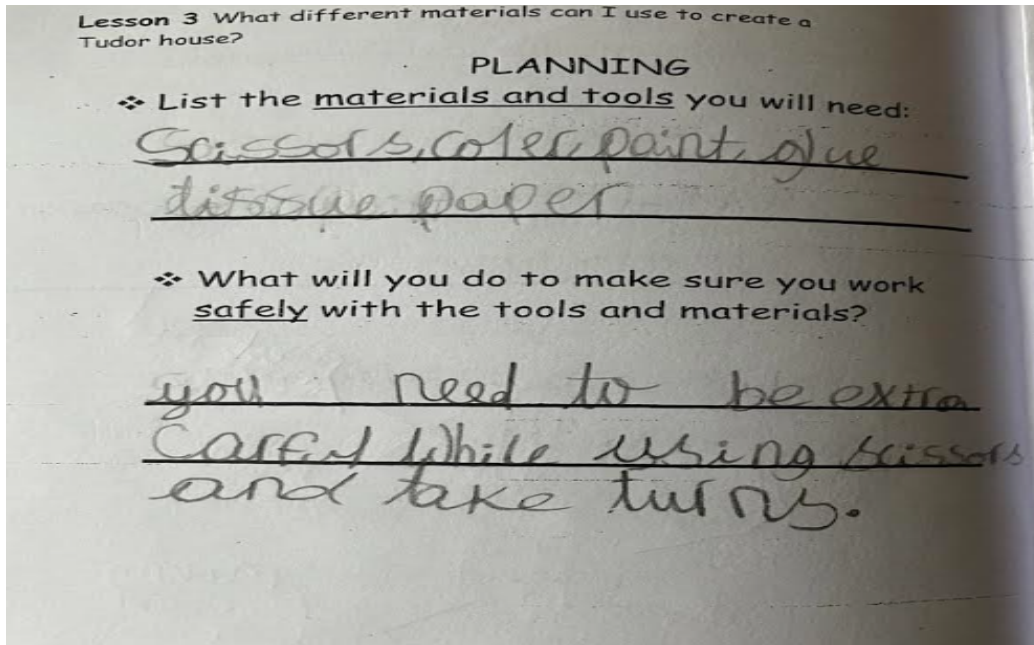 Lesson 3 What different materials can I use to create a
Tudor house?
PLANNING
❖ List the materials and tools you will need:
Scissors, coler, paint, glue
titssue paper
❖ What will you do to make sure you work
safely with the tools and materials?
you need to be extra
Carful While using scissors
and take turns.